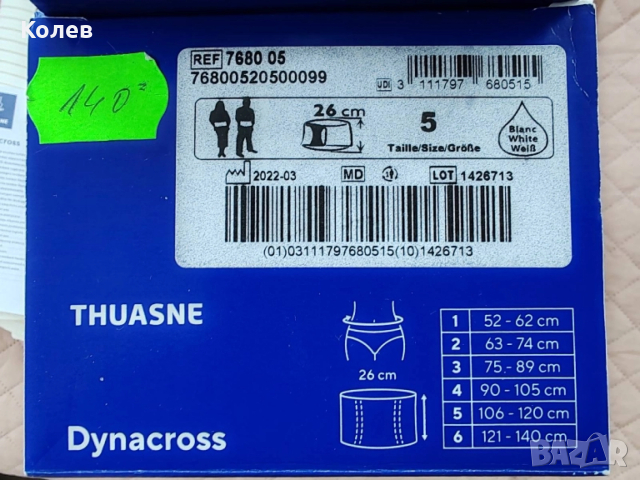 Колев
REF 7680 05
76800520500099
UDI 3 111797 680515
140
26 cm
5
Taille/Size/Größe
Blanc
White
Weiß
2022-03
MD
LOT 1426713
(01)03111797680515(10)1426713
THUASNE
1 52 - 62 cm
2 63 - 74 cm
3 75 - 89 cm
4 90 - 105 cm
5 106 - 120 cm
6 121 - 140 cm
26 cm
Dynacross
BAZAR